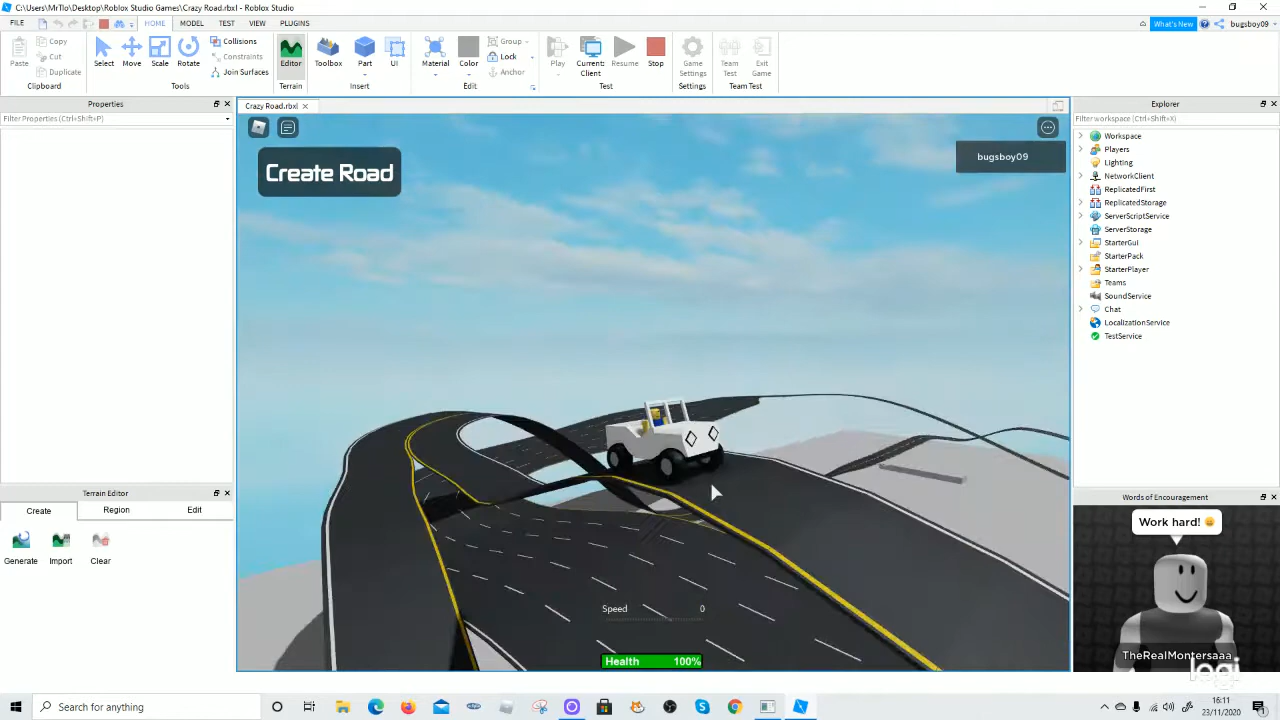 C:\Users\MrTlo\Desktop\Roblox Studio Games\Crazy Road.rbxl - Roblox Studio
FILE HOME MODEL TEST VIEW PLUGINS What's New bugsboy09
Paste Copy Cut Duplicate Clipboard
Select Move Scale Rotate Collisions Constraints Join Surfaces Tools
Editor Terrain
Toolbox Part UI Insert
Material Color Group Lock Anchor Edit
Play Current: Client Resume Stop Test
Game Settings Settings
Team Test Exit Game Team Test
Properties
Filter Properties (Ctrl+Shift+P)
Crazy Road.rbxl
Create Road
bugsboy09
Speed 0
Health 100%
Explorer
Filter workspace (Ctrl+Shift+X)
Workspace
Players
Lighting
NetworkClient
ReplicatedFirst
ReplicatedStorage
ServerScriptService
ServerStorage
StarterGui
StarterPack
StarterPlayer
Teams
SoundService
Chat
LocalizationService
TestService
Terrain Editor
Create Region Edit
Generate Import Clear
Words of Encouragement
Work hard!
TheRealMontersaaa
logi
Search for anything
16:11
23/11/2020